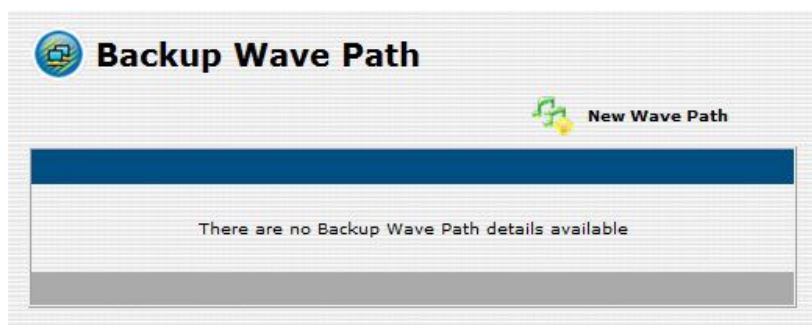 Backup Wave Path
New Wave Path
There are no Backup Wave Path details available